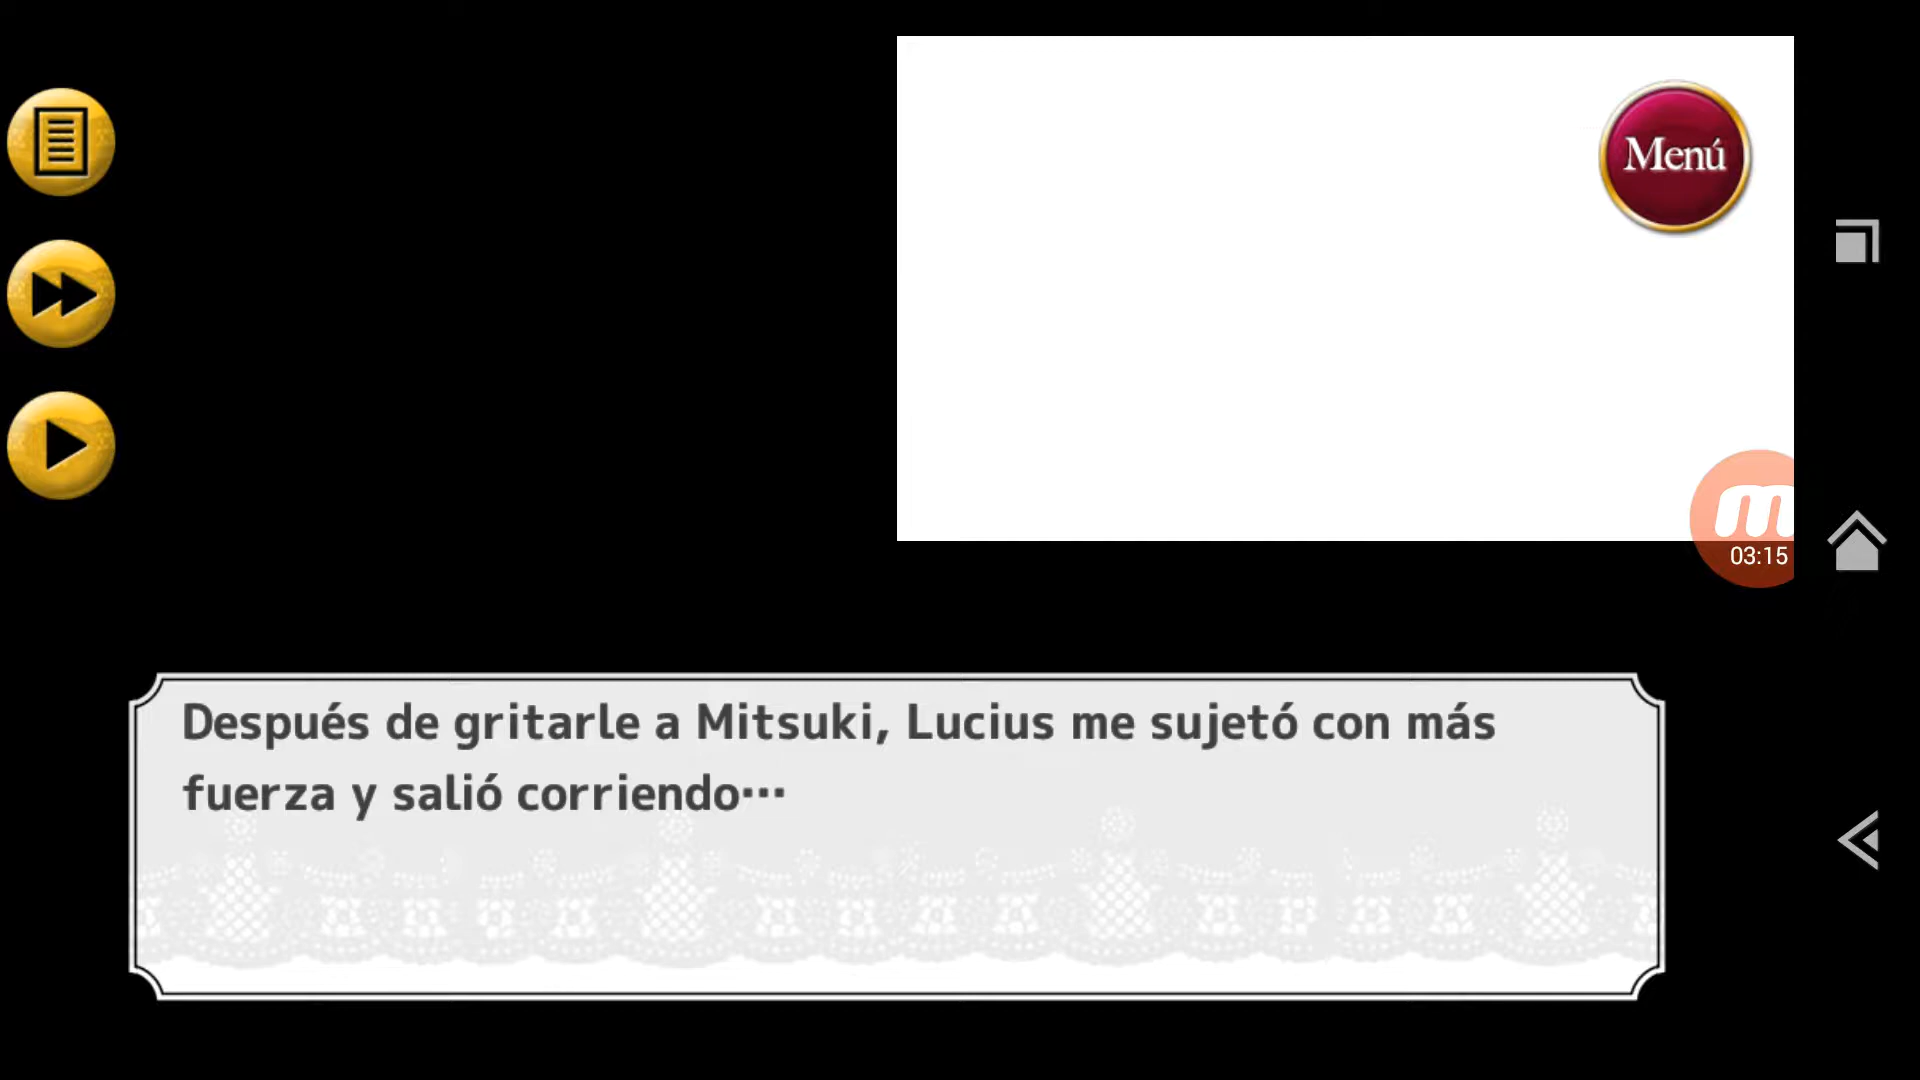 Menú
03:15
Después de gritarle a Mitsuki, Lucius me sujetó con más
fuerza y salió corriendo…